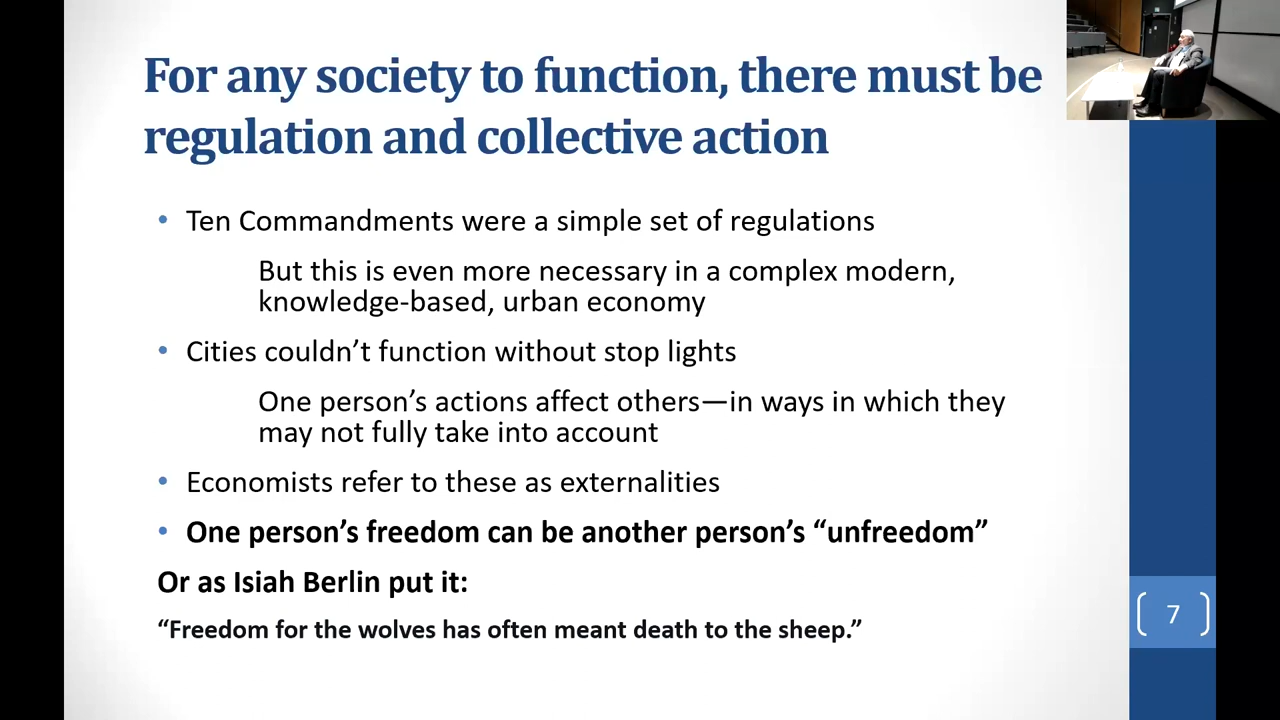 For any society to function, there must be
regulation and collective action
• Ten Commandments were a simple set of regulations
But this is even more necessary in a complex modern,
knowledge-based, urban economy
• Cities couldn’t function without stop lights
One person’s actions affect others—in ways in which they
may not fully take into account
• Economists refer to these as externalities
• One person’s freedom can be another person’s “unfreedom”
Or as Isiah Berlin put it:
“Freedom for the wolves has often meant death to the sheep.”
7